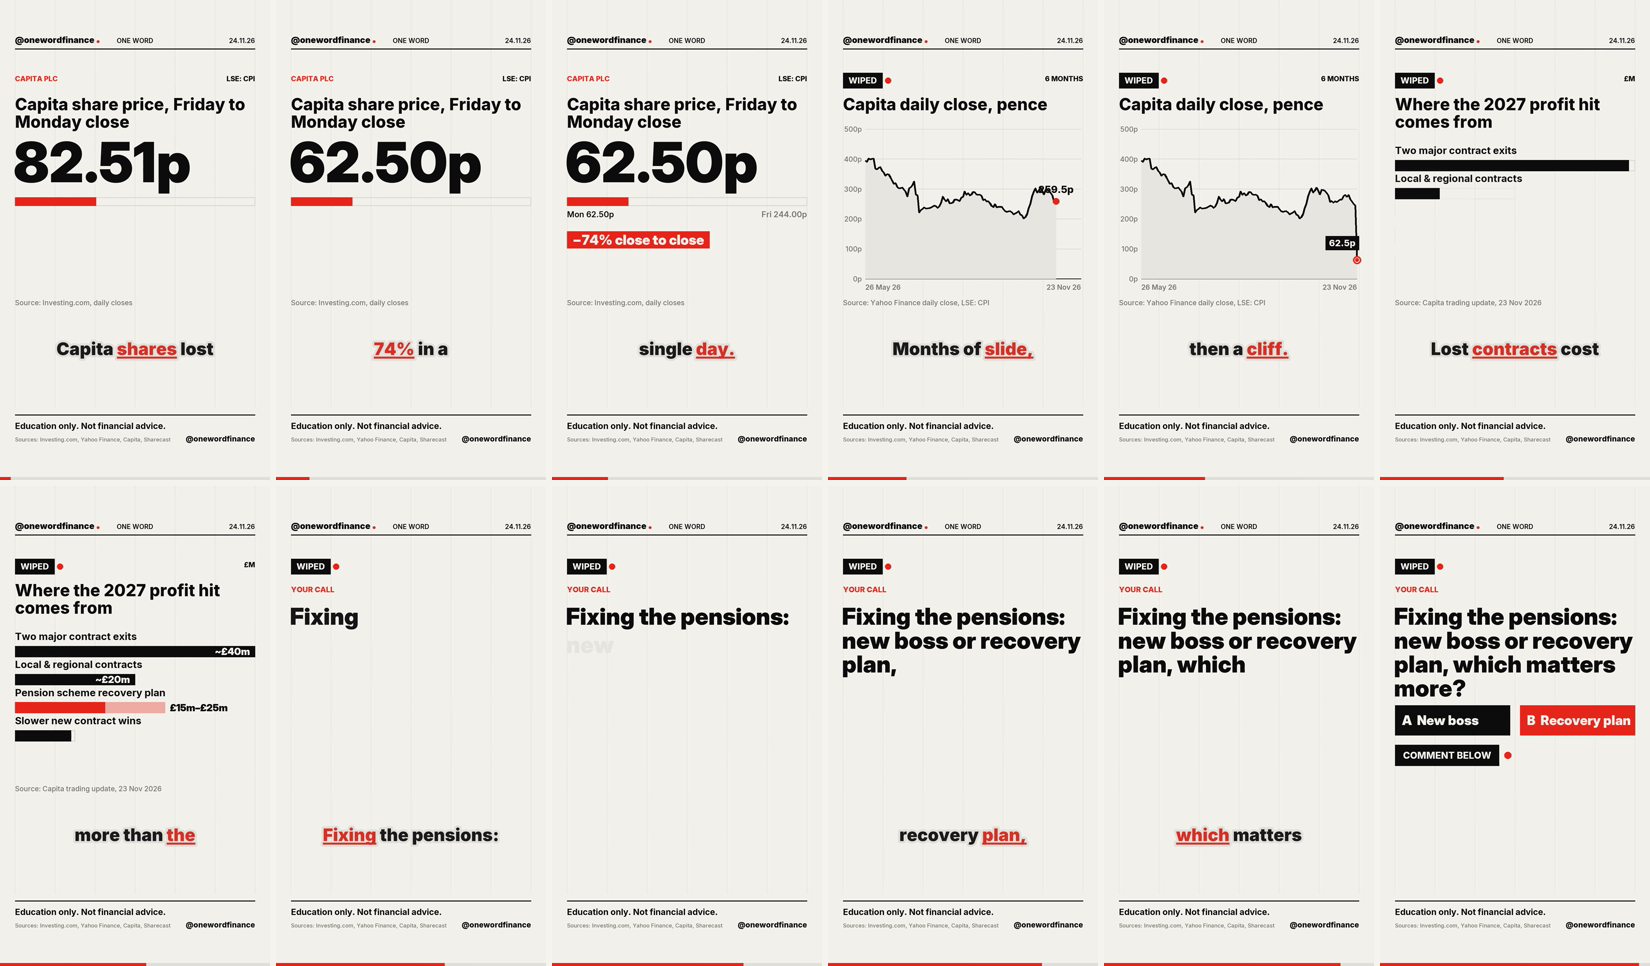 @onewordfinance. ONE WORD 24.11.26
CAPITA PLC LSE: CPI
Capita share price, Friday to
Monday close
82.51p
Source: Investing.com, daily closes
Capita shares lost
Education only. Not financial advice.
Sources: Investing.com, Yahoo Finance, Capita, Sharecast @onewordfinance
@onewordfinance. ONE WORD 24.11.26
CAPITA PLC LSE: CPI
Capita share price, Friday to
Monday close
62.50p
Source: Investing.com, daily closes
74% in a
Education only. Not financial advice.
Sources: Investing.com, Yahoo Finance, Capita, Sharecast @onewordfinance
@onewordfinance. ONE WORD 24.11.26
CAPITA PLC LSE: CPI
Capita share price, Friday to
Monday close
62.50p
Mon 62.50p Fri 244.00p
−74% close to close
Source: Investing.com, daily closes
single day.
Education only. Not financial advice.
Sources: Investing.com, Yahoo Finance, Capita, Sharecast @onewordfinance
@onewordfinance. ONE WORD 24.11.26
WIPED 6 MONTHS
Capita daily close, pence
500p
400p
300p
200p
100p
0p
26 May 26 23 Nov 26
Source: Yahoo Finance daily close, LSE: CPI
Months of slide,
Education only. Not financial advice.
Sources: Investing.com, Yahoo Finance, Capita, Sharecast @onewordfinance
@onewordfinance. ONE WORD 24.11.26
WIPED 6 MONTHS
Capita daily close, pence
500p
400p
300p
200p
100p
62.5p
0p
26 May 26 23 Nov 26
Source: Yahoo Finance daily close, LSE: CPI
then a cliff.
Education only. Not financial advice.
Sources: Investing.com, Yahoo Finance, Capita, Sharecast @onewordfinance
@onewordfinance. ONE WORD 24.11.26
WIPED £M
Where the 2027 profit hit
comes from
Two major contract exits
Local & regional contracts
Source: Capita trading update, 23 Nov 2026
Lost contracts cost
Education only. Not financial advice.
Sources: Investing.com, Yahoo Finance, Capita, Sharecast @onewordfinance
@onewordfinance. ONE WORD 24.11.26
WIPED £M
Where the 2027 profit hit
comes from
Two major contract exits
~£40m
Local & regional contracts
~£20m
Pension scheme recovery plan
£15m–£25m
Slower new contract wins
Source: Capita trading update, 23 Nov 2026
more than the
Education only. Not financial advice.
Sources: Investing.com, Yahoo Finance, Capita, Sharecast @onewordfinance
@onewordfinance. ONE WORD 24.11.26
WIPED
YOUR CALL
Fixing
Fixing the pensions:
Education only. Not financial advice.
Sources: Investing.com, Yahoo Finance, Capita, Sharecast @onewordfinance
@onewordfinance. ONE WORD 24.11.26
WIPED
YOUR CALL
Fixing the pensions:
new
Education only. Not financial advice.
Sources: Investing.com, Yahoo Finance, Capita, Sharecast @onewordfinance
@onewordfinance. ONE WORD 24.11.26
WIPED
YOUR CALL
Fixing the pensions:
new boss or recovery
plan,
recovery plan,
Education only. Not financial advice.
Sources: Investing.com, Yahoo Finance, Capita, Sharecast @onewordfinance
@onewordfinance. ONE WORD 24.11.26
WIPED
YOUR CALL
Fixing the pensions:
new boss or recovery
plan, which
which matters
Education only. Not financial advice.
Sources: Investing.com, Yahoo Finance, Capita, Sharecast @onewordfinance
@onewordfinance. ONE WORD 24.11.26
WIPED
YOUR CALL
Fixing the pensions:
new boss or recovery
plan, which matters
more?
A New boss B Recovery plan
COMMENT BELOW
Education only. Not financial advice.
Sources: Investing.com, Yahoo Finance, Capita, Sharecast @onewordfinance